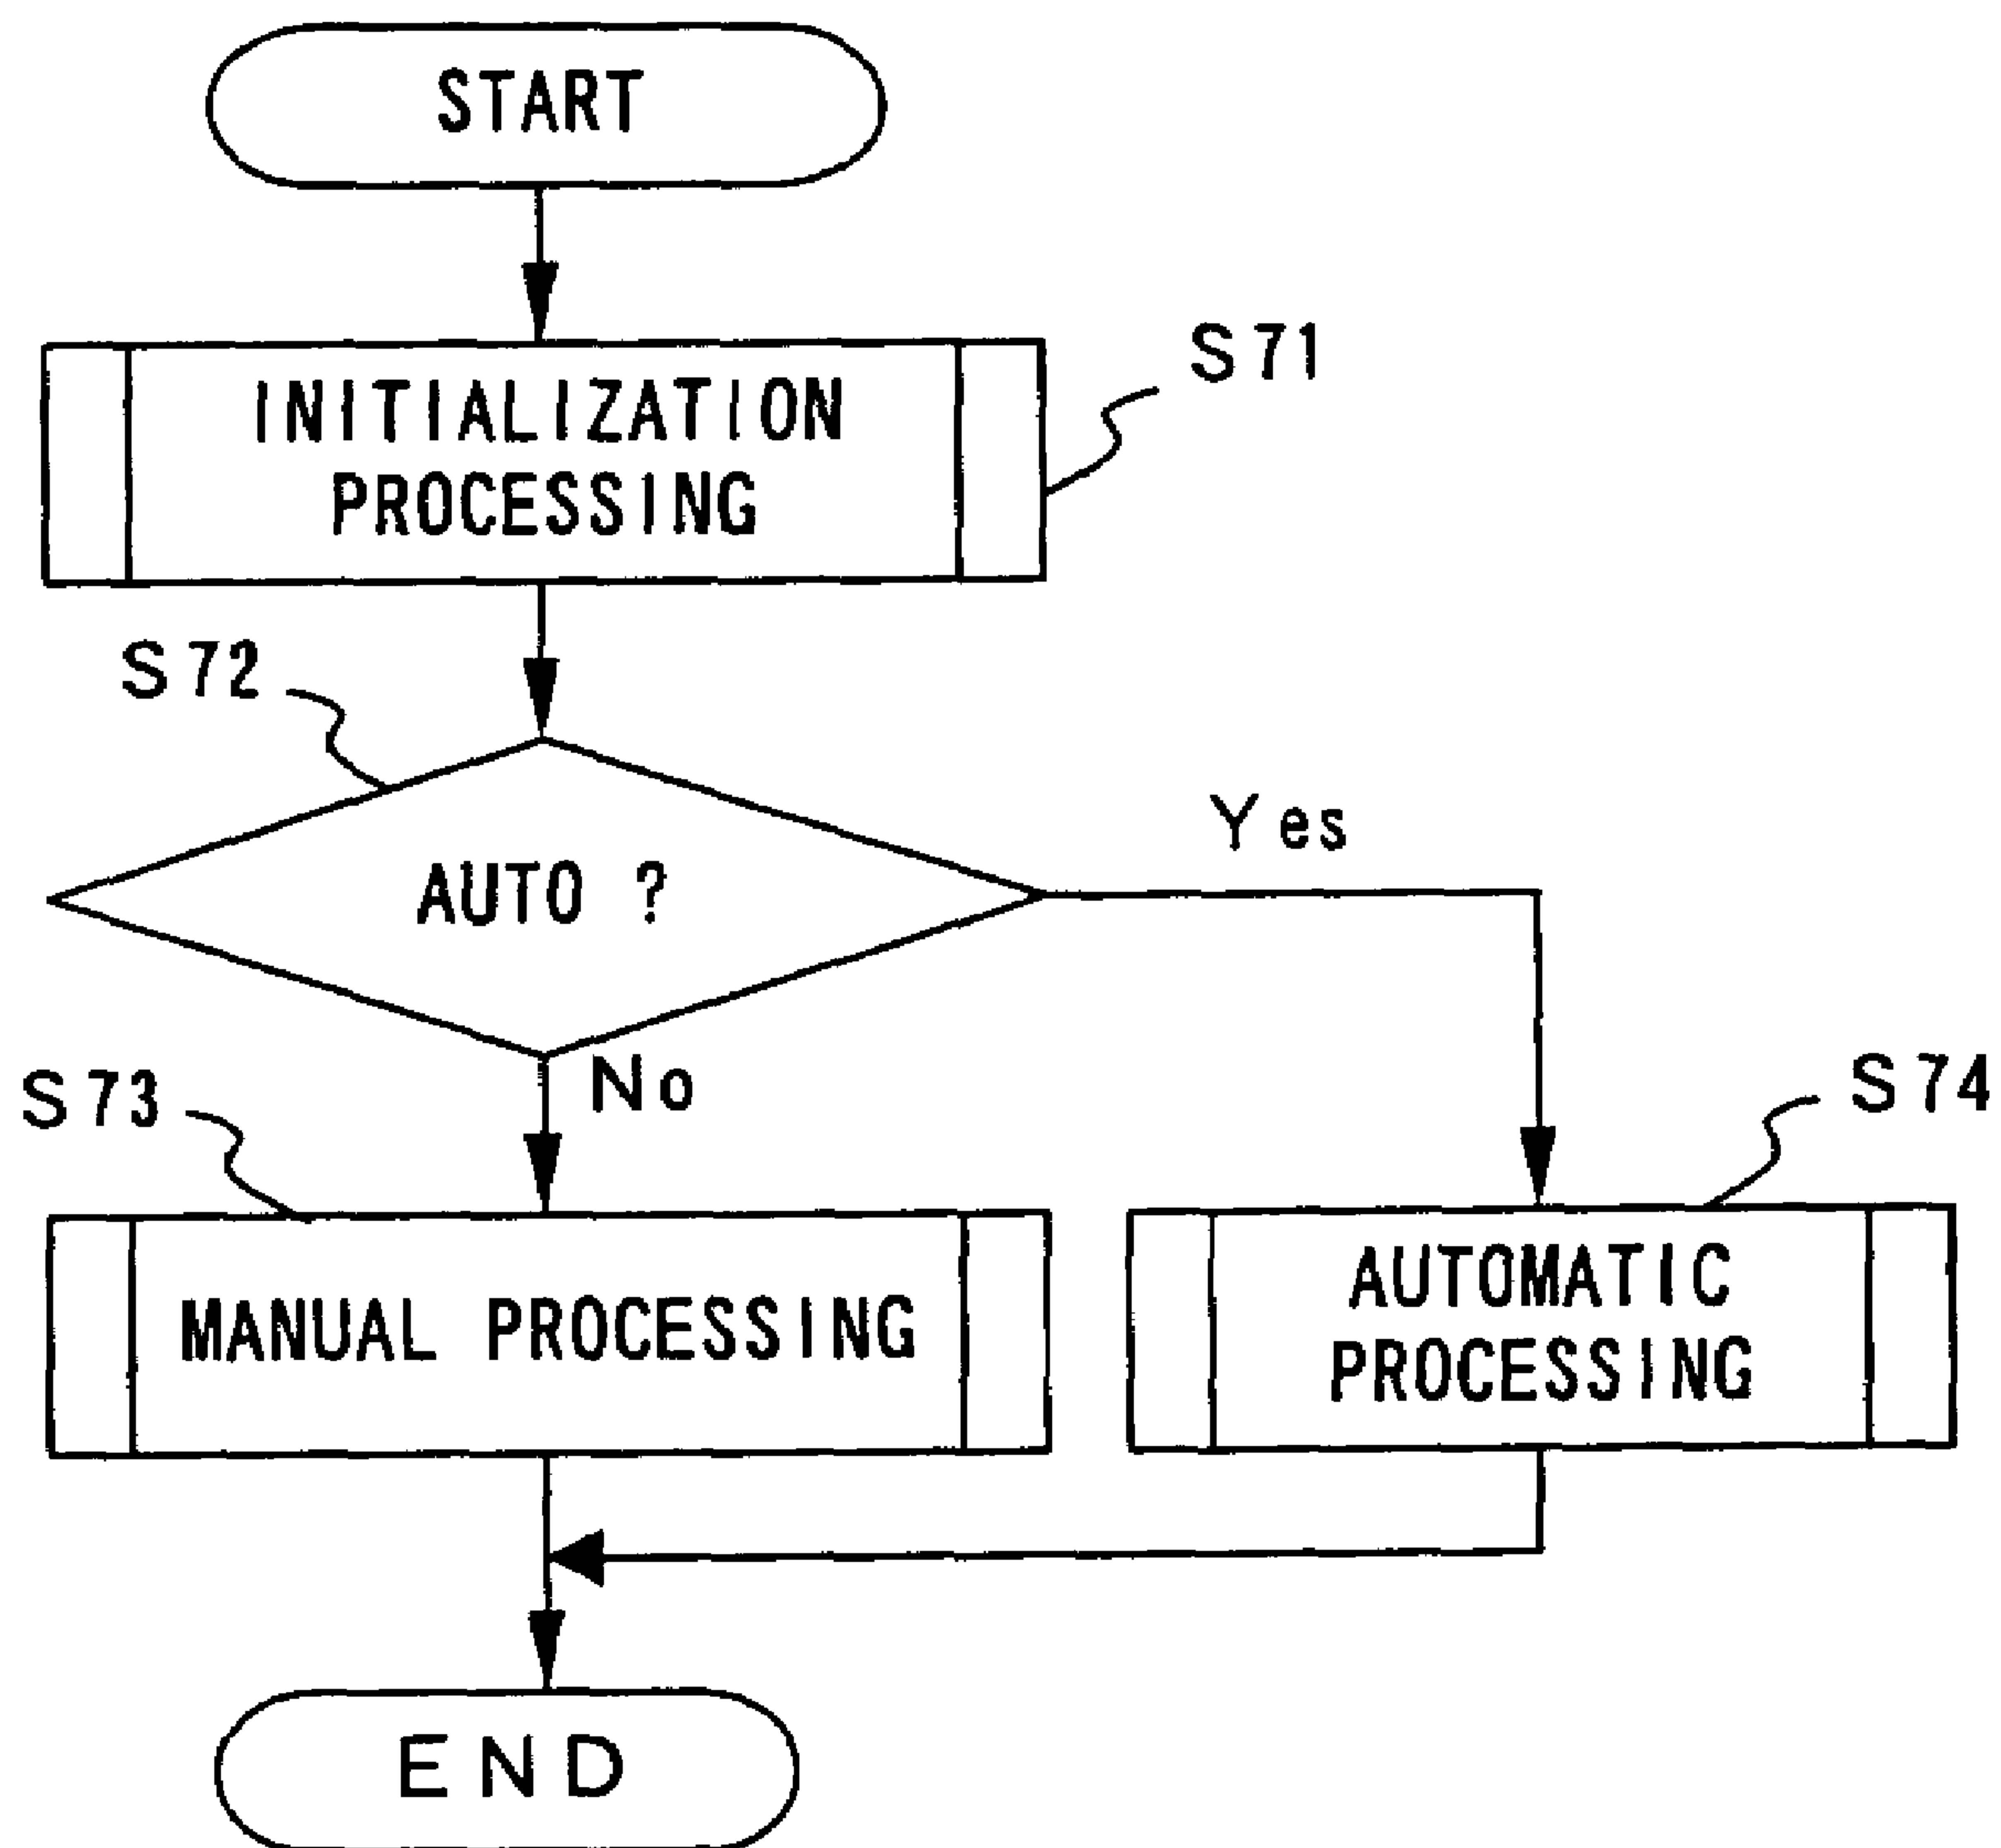 START
S71
INITIALIZATION
PROCESSING
S72
AUTO ?
Yes
No
S73
S74
MANUAL PROCESSING
AUTOMATIC
PROCESSING
END